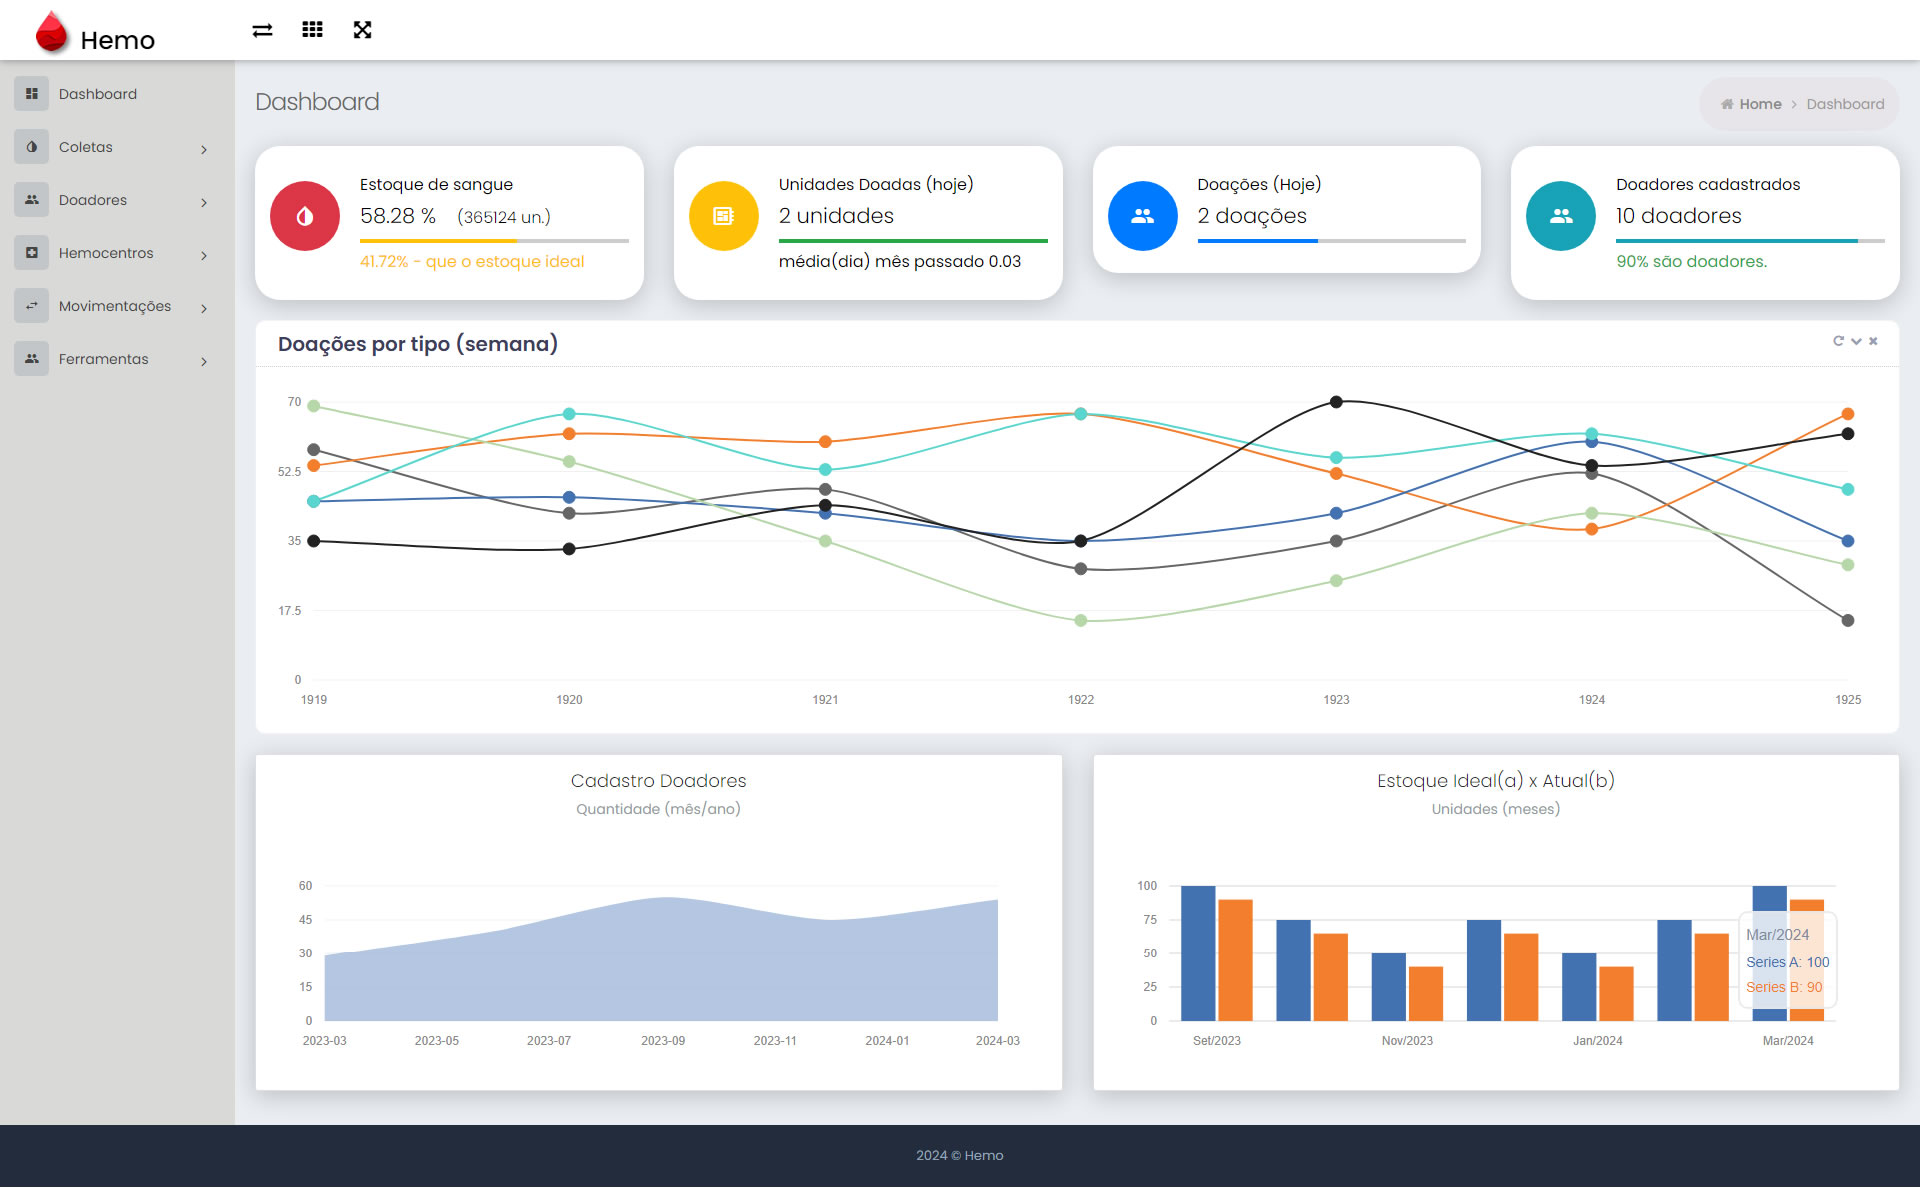 Hemo
Dashboard
Coletas
Doadores
Hemocentros
Movimentações
Ferramentas
Dashboard
Home > Dashboard
Estoque de sangue
58.28 % (365124 un.)
41.72% - que o estoque ideal
Unidades Doadas (hoje)
2 unidades
média(dia) mês passado 0.03
Doações (Hoje)
2 doações
Doadores cadastrados
10 doadores
90% são doadores.
Doações por tipo (semana)
70
52.5
35
17.5
0
1919 1920 1921 1922 1923 1924 1925
Cadastro Doadores
Quantidade (mês/ano)
60
45
30
15
0
2023-03 2023-05 2023-07 2023-09 2023-11 2024-01 2024-03
Estoque Ideal(a) x Atual(b)
Unidades (meses)
100
75
50
25
0
Mar/2024
Series A: 100
Series B: 90
Set/2023 Nov/2023 Jan/2024 Mar/2024
2024 © Hemo